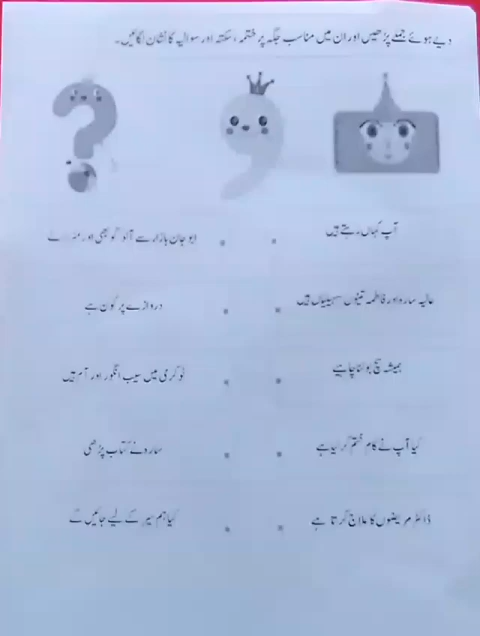 دیے ہوئے جملے پڑھیں اور ان میں مناسب جگہ پر ختمہ، سکتہ اور سوالیہ کا نشان لگائیں۔
آپ کہاں رہتے ہیں
ابو جان بازار سے آلو گوبھی اور مٹر لائے
عالیہ سارہ اور فاطمہ تینوں سہیلیاں ہیں
دروازے پر کون ہے
ہمیشہ سچ بولنا چاہیے
ٹوکری میں سیب انگور اور آم ہیں
کیا آپ نے کام ختم کر لیا ہے
سارہ نے کتاب پڑھی
ڈاکٹر مریضوں کا علاج کرتا ہے
کیا ہم سیر کے لیے جائیں گے